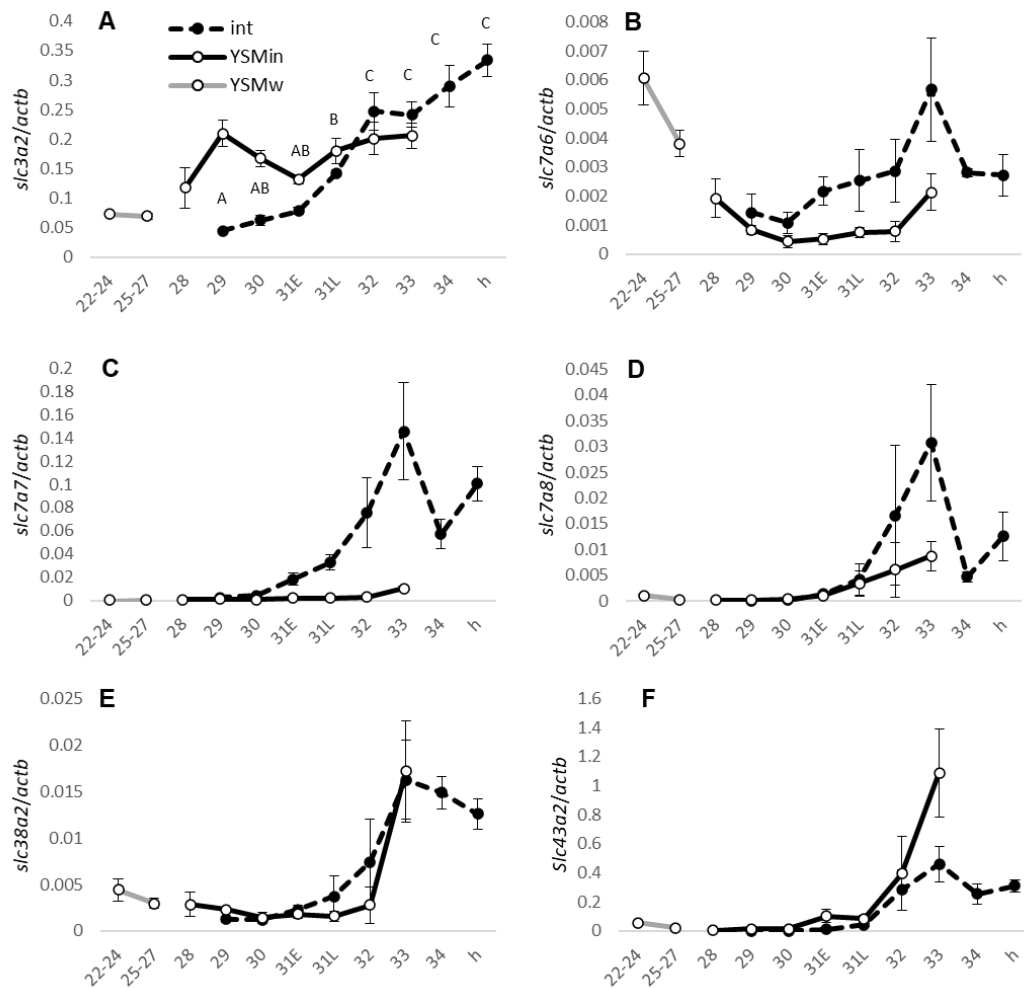 A
slc3a2/actb
0.4
0.35
0.3
0.25
0.2
0.15
0.1
0.05
0
int
YSMin
YSMw
A
AB
AB
B
C
C
C
C
22-24
25-27
28
29
30
31E
31L
32
33
34
h
B
slc7a6/actb
0.008
0.007
0.006
0.005
0.004
0.003
0.002
0.001
0
22-24
25-27
28
29
30
31E
31L
32
33
34
h
C
slc7a7/actb
0.2
0.18
0.16
0.14
0.12
0.1
0.08
0.06
0.04
0.02
0
22-24
25-27
28
29
30
31E
31L
32
33
34
h
D
slc7a8/actb
0.045
0.04
0.035
0.03
0.025
0.02
0.015
0.01
0.005
0
22-24
25-27
28
29
30
31E
31L
32
33
34
h
E
slc38a2/actb
0.025
0.02
0.015
0.01
0.005
0
22-24
25-27
28
29
30
31E
31L
32
33
34
h
F
Slc43a2/actb
1.6
1.4
1.2
1
0.8
0.6
0.4
0.2
0
22-24
25-27
28
29
30
31E
31L
32
33
34
h